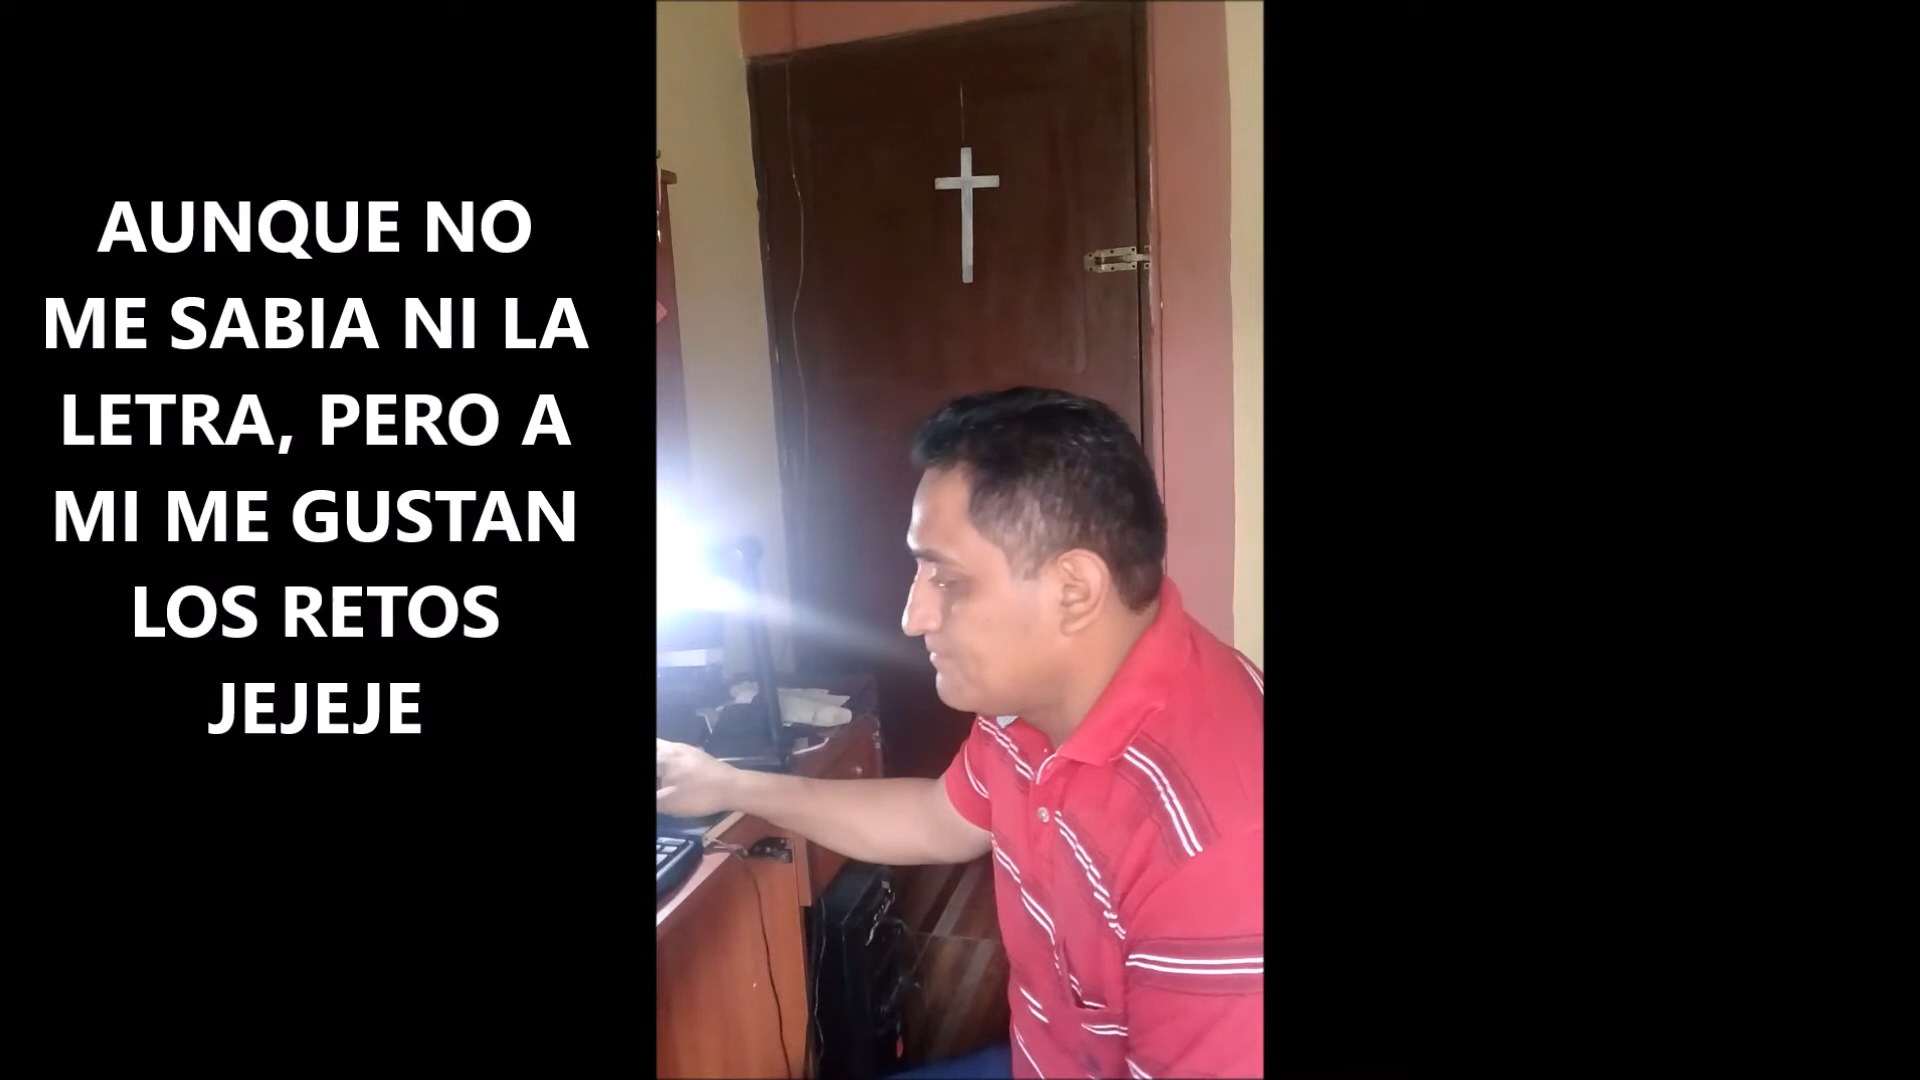 AUNQUE NO
ME SABIA NI LA
LETRA, PERO A
MI ME GUSTAN
LOS RETOS
JEJEJE